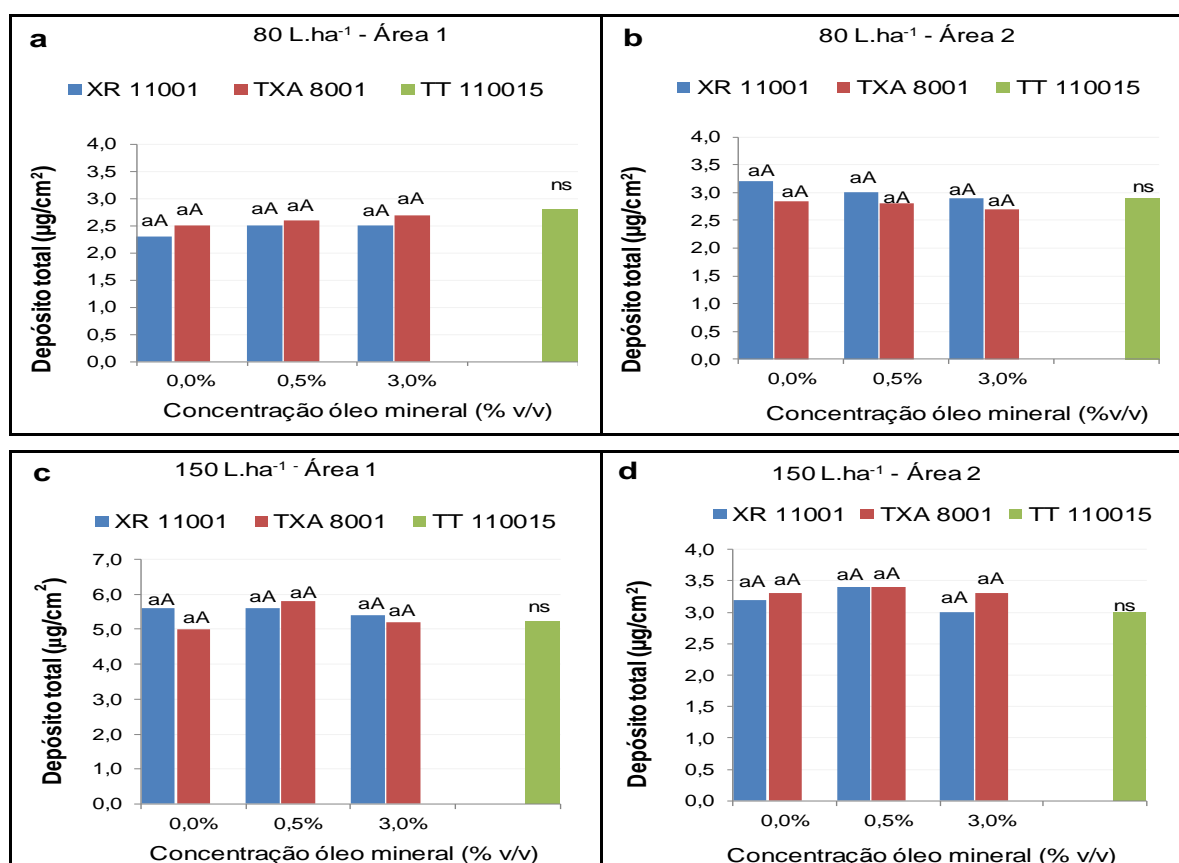 a
80 L.ha⁻¹ - Área 1
XR 11001 TXA 8001 TT 110015
Depósito total (µg/cm²)
4,0
3,5
3,0
2,5
2,0
1,5
1,0
0,5
0,0
aA aA aA aA aA aA ns
0,0% 0,5% 3,0%
Concentração óleo mineral (% v/v)
b
80 L.ha⁻¹ - Área 2
XR 11001 TXA 8001 TT 110015
Depósito total (µg/cm²)
4,0
3,5
3,0
2,5
2,0
1,5
1,0
0,5
0,0
aA aA aA aA aA aA ns
0,0% 0,5% 3,0%
Concentração óleo mineral (%v/v)
c
150 L.ha⁻¹ - Área 1
XR 11001 TXA 8001 TT 110015
Depósito total (µg/cm²)
7,0
6,0
5,0
4,0
3,0
2,0
1,0
0,0
aA aA aA aA aA aA ns
0,0% 0,5% 3,0%
Concentração óleo mineral (% v/v)
d
150 L.ha⁻¹ - Área 2
XR 11001 TXA 8001 TT 110015
Depósito total (µg/cm²)
4,0
3,5
3,0
2,5
2,0
1,5
1,0
0,5
0,0
aA aA aA aA aA aA ns
0,0% 0,5% 3,0%
Concentração óleo mineral (% v/v)